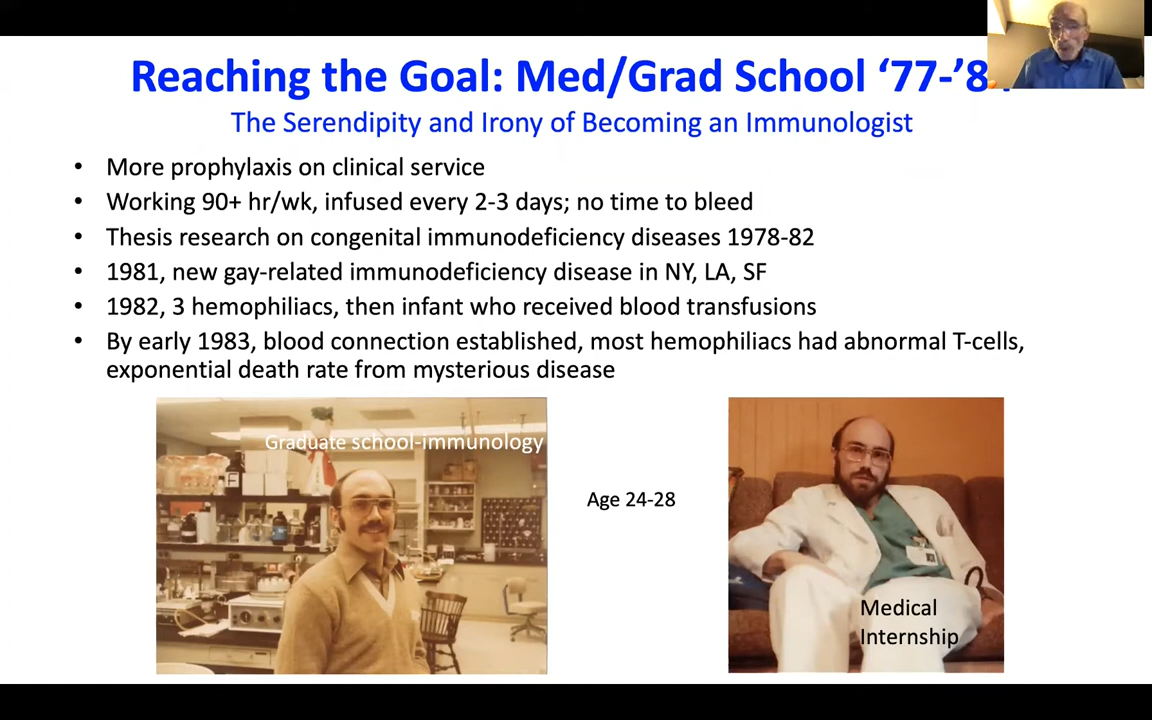 Reaching the Goal: Med/Grad School ‘77-’8
The Serendipity and Irony of Becoming an Immunologist
• More prophylaxis on clinical service
• Working 90+ hr/wk, infused every 2-3 days; no time to bleed
• Thesis research on congenital immunodeficiency diseases 1978-82
• 1981, new gay-related immunodeficiency disease in NY, LA, SF
• 1982, 3 hemophiliacs, then infant who received blood transfusions
• By early 1983, blood connection established, most hemophiliacs had abnormal T-cells,
exponential death rate from mysterious disease
Graduate school-immunology
Age 24-28
Medical
Internship